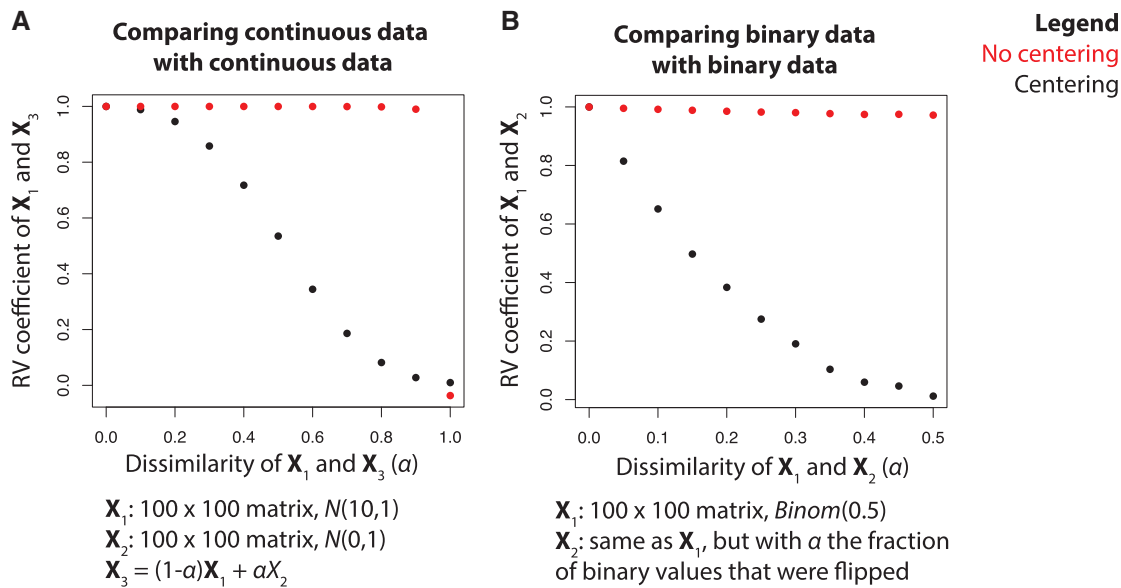 A
Comparing continuous data
with continuous data
RV coefficient of X₁ and X₃
1.0
0.8
0.6
0.4
0.2
0.0
0.0 0.2 0.4 0.6 0.8 1.0
Dissimilarity of X₁ and X₃ (α)
X₁: 100 x 100 matrix, N(10,1)
X₂: 100 x 100 matrix, N(0,1)
X₃ = (1-α)X₁ + αX₂
B
Comparing binary data
with binary data
RV coefficient of X₁ and X₂
1.0
0.8
0.6
0.4
0.2
0.0
0.0 0.1 0.2 0.3 0.4 0.5
Dissimilarity of X₁ and X₂ (α)
X₁: 100 x 100 matrix, Binom(0.5)
X₂: same as X₁, but with α the fraction
of binary values that were flipped
Legend
No centering
Centering